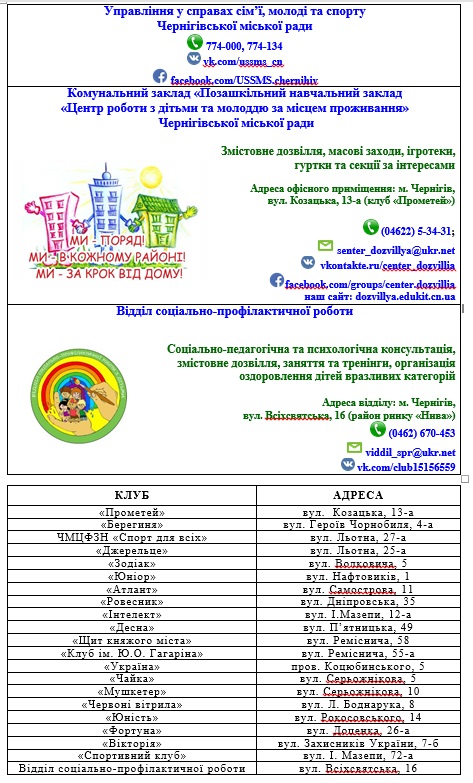 Управління у справах сім’ї, молоді та спорту
Чернігівської міської ради
774-000, 774-134
vk.com/ussms_cn
facebook.com/USSMS.chernihiv
Комунальний заклад «Позашкільний навчальний заклад
«Центр роботи з дітьми та молоддю за місцем проживання»
Чернігівської міської ради
Змістовне дозвілля, масові заходи, ігротеки,
гуртки та секції за інтересами
Адреса офісного приміщення: м. Чернігів,
вул. Козацька, 13-а (клуб «Прометей»)
МИ - ПОРЯД!
МИ - В КОЖНОМУ РАЙОНІ!
МИ - ЗА КРОК ВІД ДОМУ!
(04622) 5-34-31;
senter_dozvillya@ukr.net
vkontakte.ru/center_dozvillia
facebook.com/groups/center.dozvillia
наш сайт: dozvillya.edukit.cn.ua
Відділ соціально-профілактичної роботи
Соціально-педагогічна та психологічна консультація,
змістовне дозвілля, заняття та тренінги, організація
оздоровлення дітей вразливих категорій
Адреса відділу: м. Чернігів,
вул. Всіхсвятська, 16 (район ринку «Нива»)
(0462) 670-453
viddil_spr@ukr.net
vk.com/club15156559
КЛУБ АДРЕСА
«Прометей» вул. Козацька, 13-а
«Берегиня» вул. Героїв Чорнобиля, 4-а
ЧМЦФЗН «Спорт для всіх» вул. Льотна, 27-а
«Джерельце» вул. Льотна, 25-а
«Зодіак» вул. Волковича, 5
«Юніор» вул. Нафтовиків, 1
«Атлант» вул. Самострова, 11
«Ровесник» вул. Дніпровська, 35
«Інтелект» вул. І.Мазепи, 12-а
«Десна» вул. П’ятницька, 49
«Щит княжого міста» вул. Реміснича, 58
«Клуб ім. Ю.О. Гагаріна» вул. Реміснича, 55-а
«Україна» пров. Коцюбинського, 5
«Чайка» вул. Серьожнікова, 5
«Мушкетер» вул. Серьожнікова, 10
«Червоні вітрила» вул. Л. Боднарука, 8
«Юність» вул. Рокосовського, 14
«Фортуна» вул. Доценка, 26-а
«Вікторія» вул. Захисників України, 7-б
«Спортивний клуб» вул. І. Мазепи, 72-а
Відділ соціально-профілактичної роботи вул. Всіхсвятська, 16